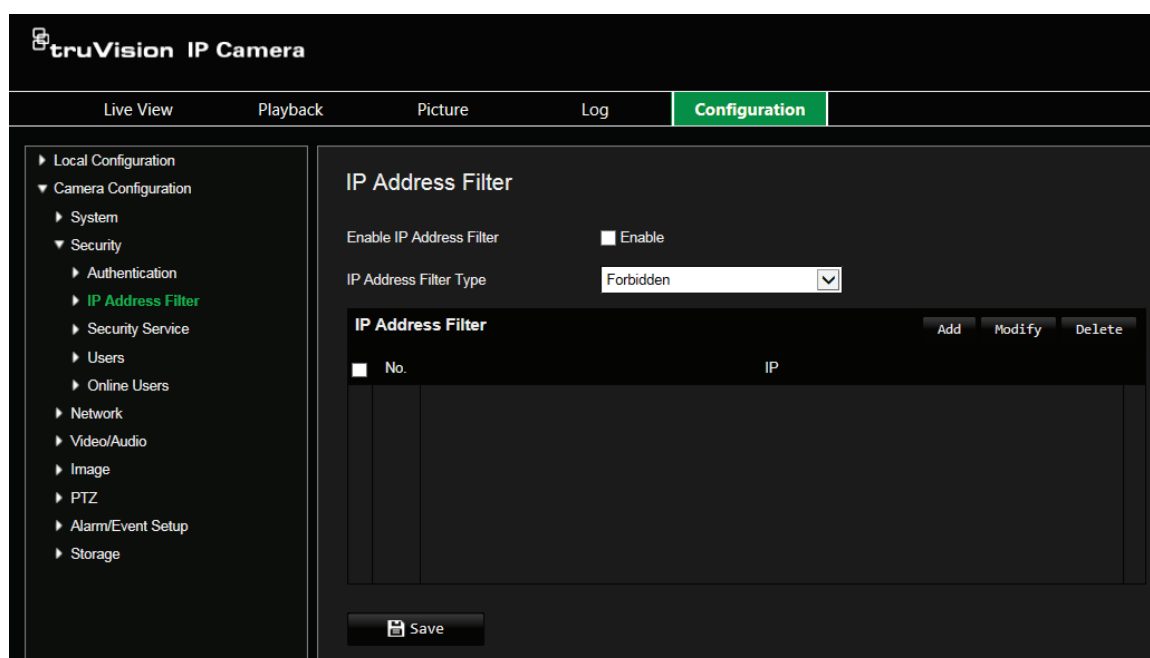 truVision IP Camera
Live View Playback Picture Log Configuration
Local Configuration
Camera Configuration
System
Security
Authentication
IP Address Filter
Security Service
Users
Online Users
Network
Video/Audio
Image
PTZ
Alarm/Event Setup
Storage
IP Address Filter
Enable IP Address Filter Enable
IP Address Filter Type Forbidden
IP Address Filter Add Modify Delete
No. IP
Save